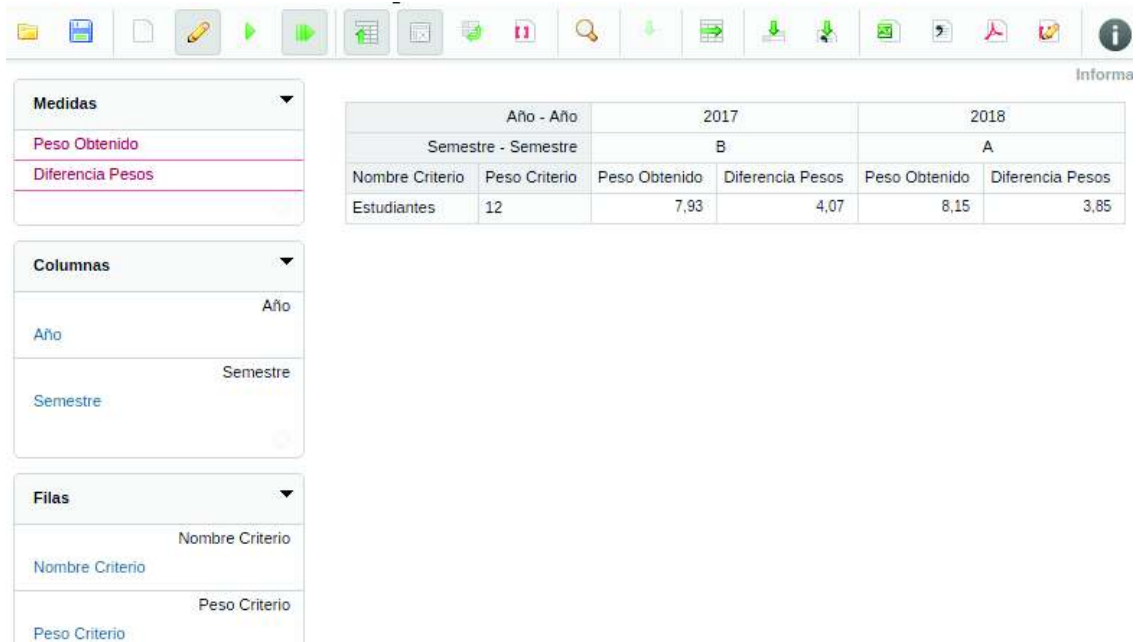 Informa
Medidas
Peso Obtenido
Diferencia Pesos
Columnas
Año
Año
Semestre
Semestre
Filas
Nombre Criterio
Nombre Criterio
Peso Criterio
Peso Criterio
Año - Año 2017 2018
Semestre - Semestre B A
Nombre Criterio Peso Criterio Peso Obtenido Diferencia Pesos Peso Obtenido Diferencia Pesos
Estudiantes 12 7,93 4,07 8,15 3,85